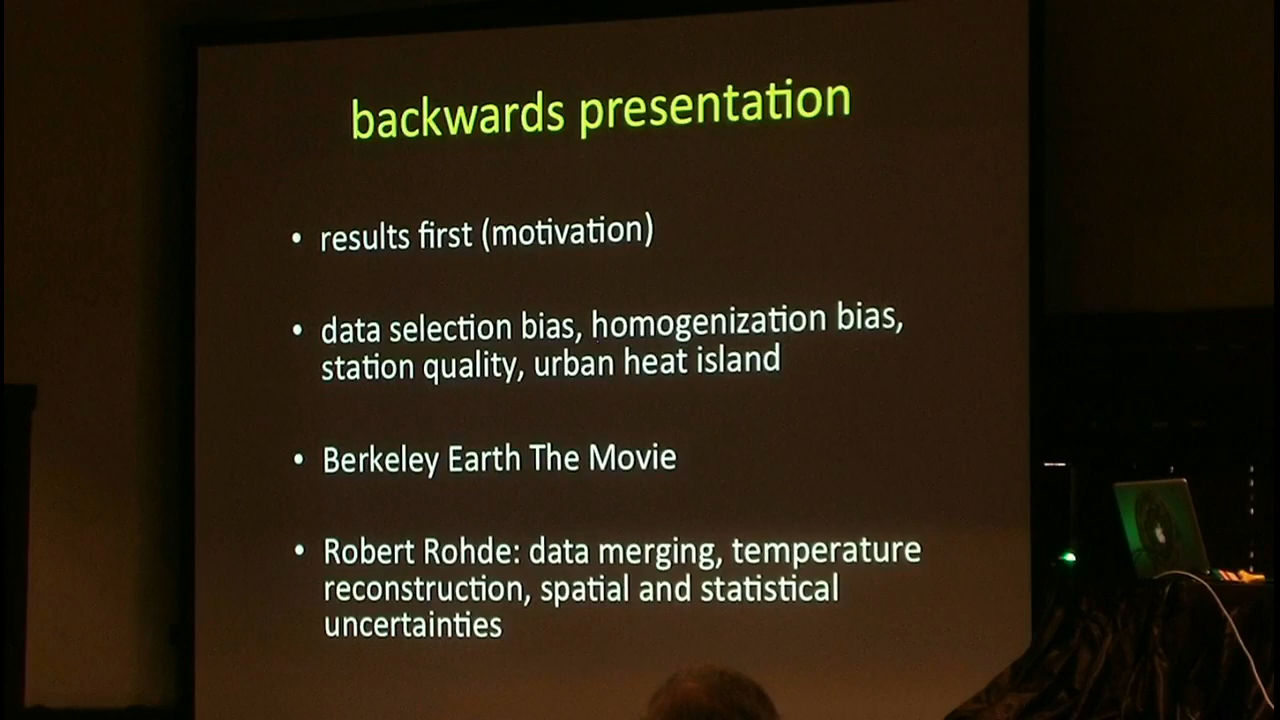 backwards presentation
• results first (motivation)
• data selection bias, homogenization bias,
station quality, urban heat island
• Berkeley Earth The Movie
• Robert Rohde: data merging, temperature
reconstruction, spatial and statistical
uncertainties